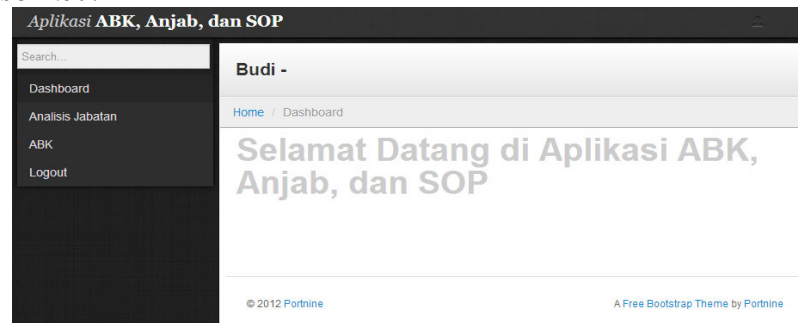 Aplikasi ABK, Anjab, dan SOP
Search...
Dashboard
Analisis Jabatan
ABK
Logout
Budi -
Home / Dashboard
Selamat Datang di Aplikasi ABK,
Anjab, dan SOP
© 2012 Portnine
A Free Bootstrap Theme by Portnine